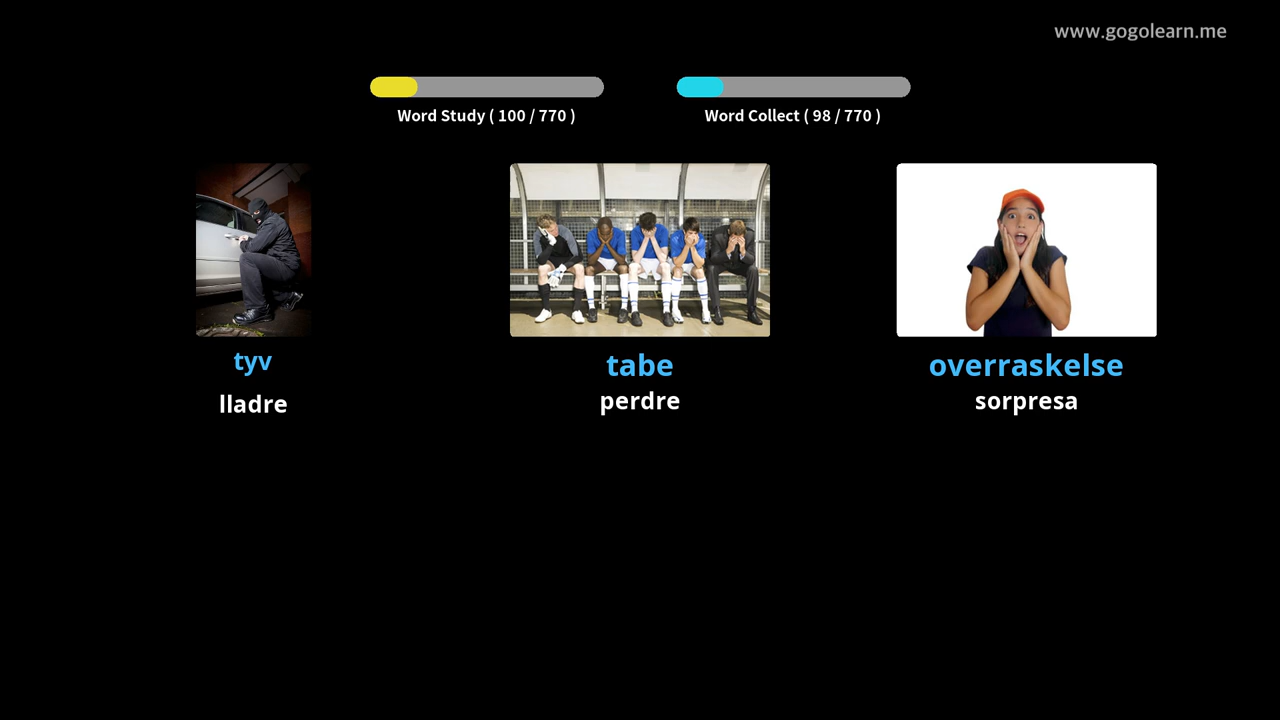 www.gogolearn.me
Word Study ( 100 / 770 )
Word Collect ( 98 / 770 )
tyv
lladre
tabe
perdre
overraskelse
sorpresa